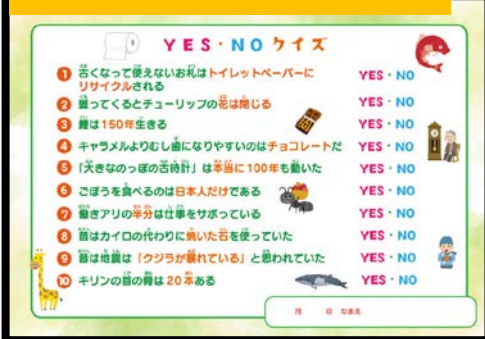 YES・NOクイズ
1 古くなって使えないお札はトイレットペーパーに
リサイクルされる YES・NO
2 曇ってくるとチューリップの花は閉じる YES・NO
3 鯉は150年生きる YES・NO
4 キャラメルよりむし歯になりやすいのはチョコレートだ YES・NO
5 「大きなのっぽの古時計」は本当に100年も動いた YES・NO
6 ごぼうを食べるのは日本人だけである YES・NO
7 働きアリの半分は仕事をサボっている YES・NO
8 昔はカイロの代わりに焼いた石を使っていた YES・NO
9 昔は地震は「クジラが暴れている」と思われていた YES・NO
10 キリンの首の骨は20本ある YES・NO
月 日 なまえ